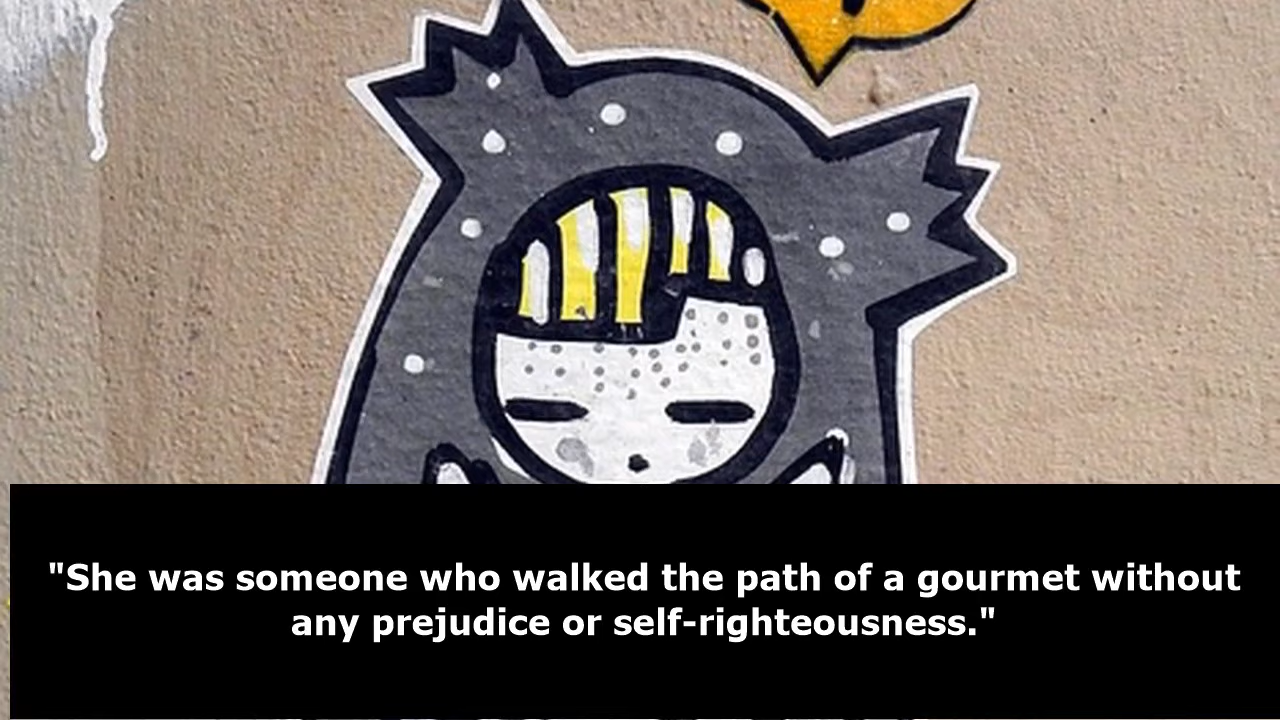 "She was someone who walked the path of a gourmet without
any prejudice or self-righteousness."